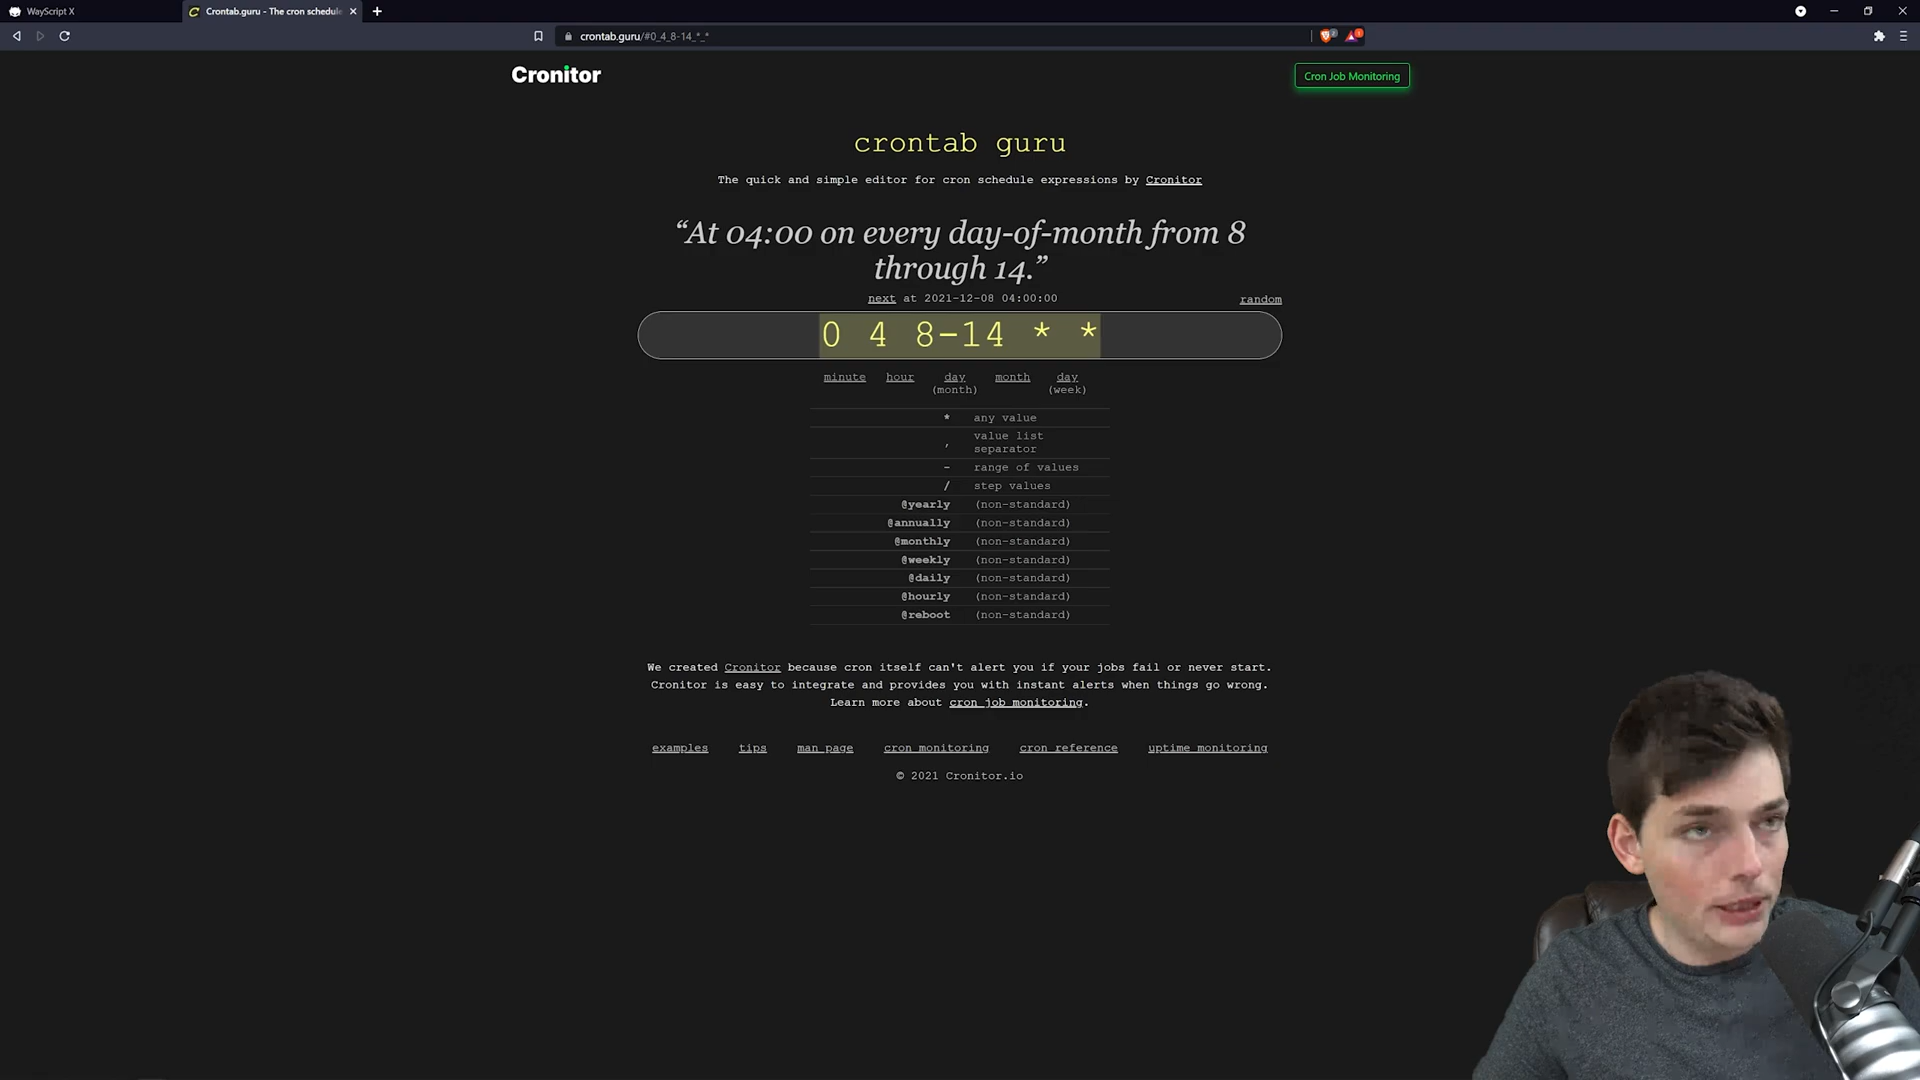 WayScript X
Crontab.guru - The cron schedule
crontab.guru/#0_4_8-14_*_*
Cronitor
Cron Job Monitoring
crontab guru
The quick and simple editor for cron schedule expressions by Cronitor
“At 04:00 on every day-of-month from 8
through 14.”
next at 2021-12-08 04:00:00
random
0 4 8-14 * *
minute hour day month day
(month) (week)
* any value
, value list
separator
- range of values
/ step values
@yearly (non-standard)
@annually (non-standard)
@monthly (non-standard)
@weekly (non-standard)
@daily (non-standard)
@hourly (non-standard)
@reboot (non-standard)
We created Cronitor because cron itself can't alert you if your jobs fail or never start.
Cronitor is easy to integrate and provides you with instant alerts when things go wrong.
Learn more about cron job monitoring.
examples tips man page cron monitoring cron reference uptime monitoring
© 2021 Cronitor.io